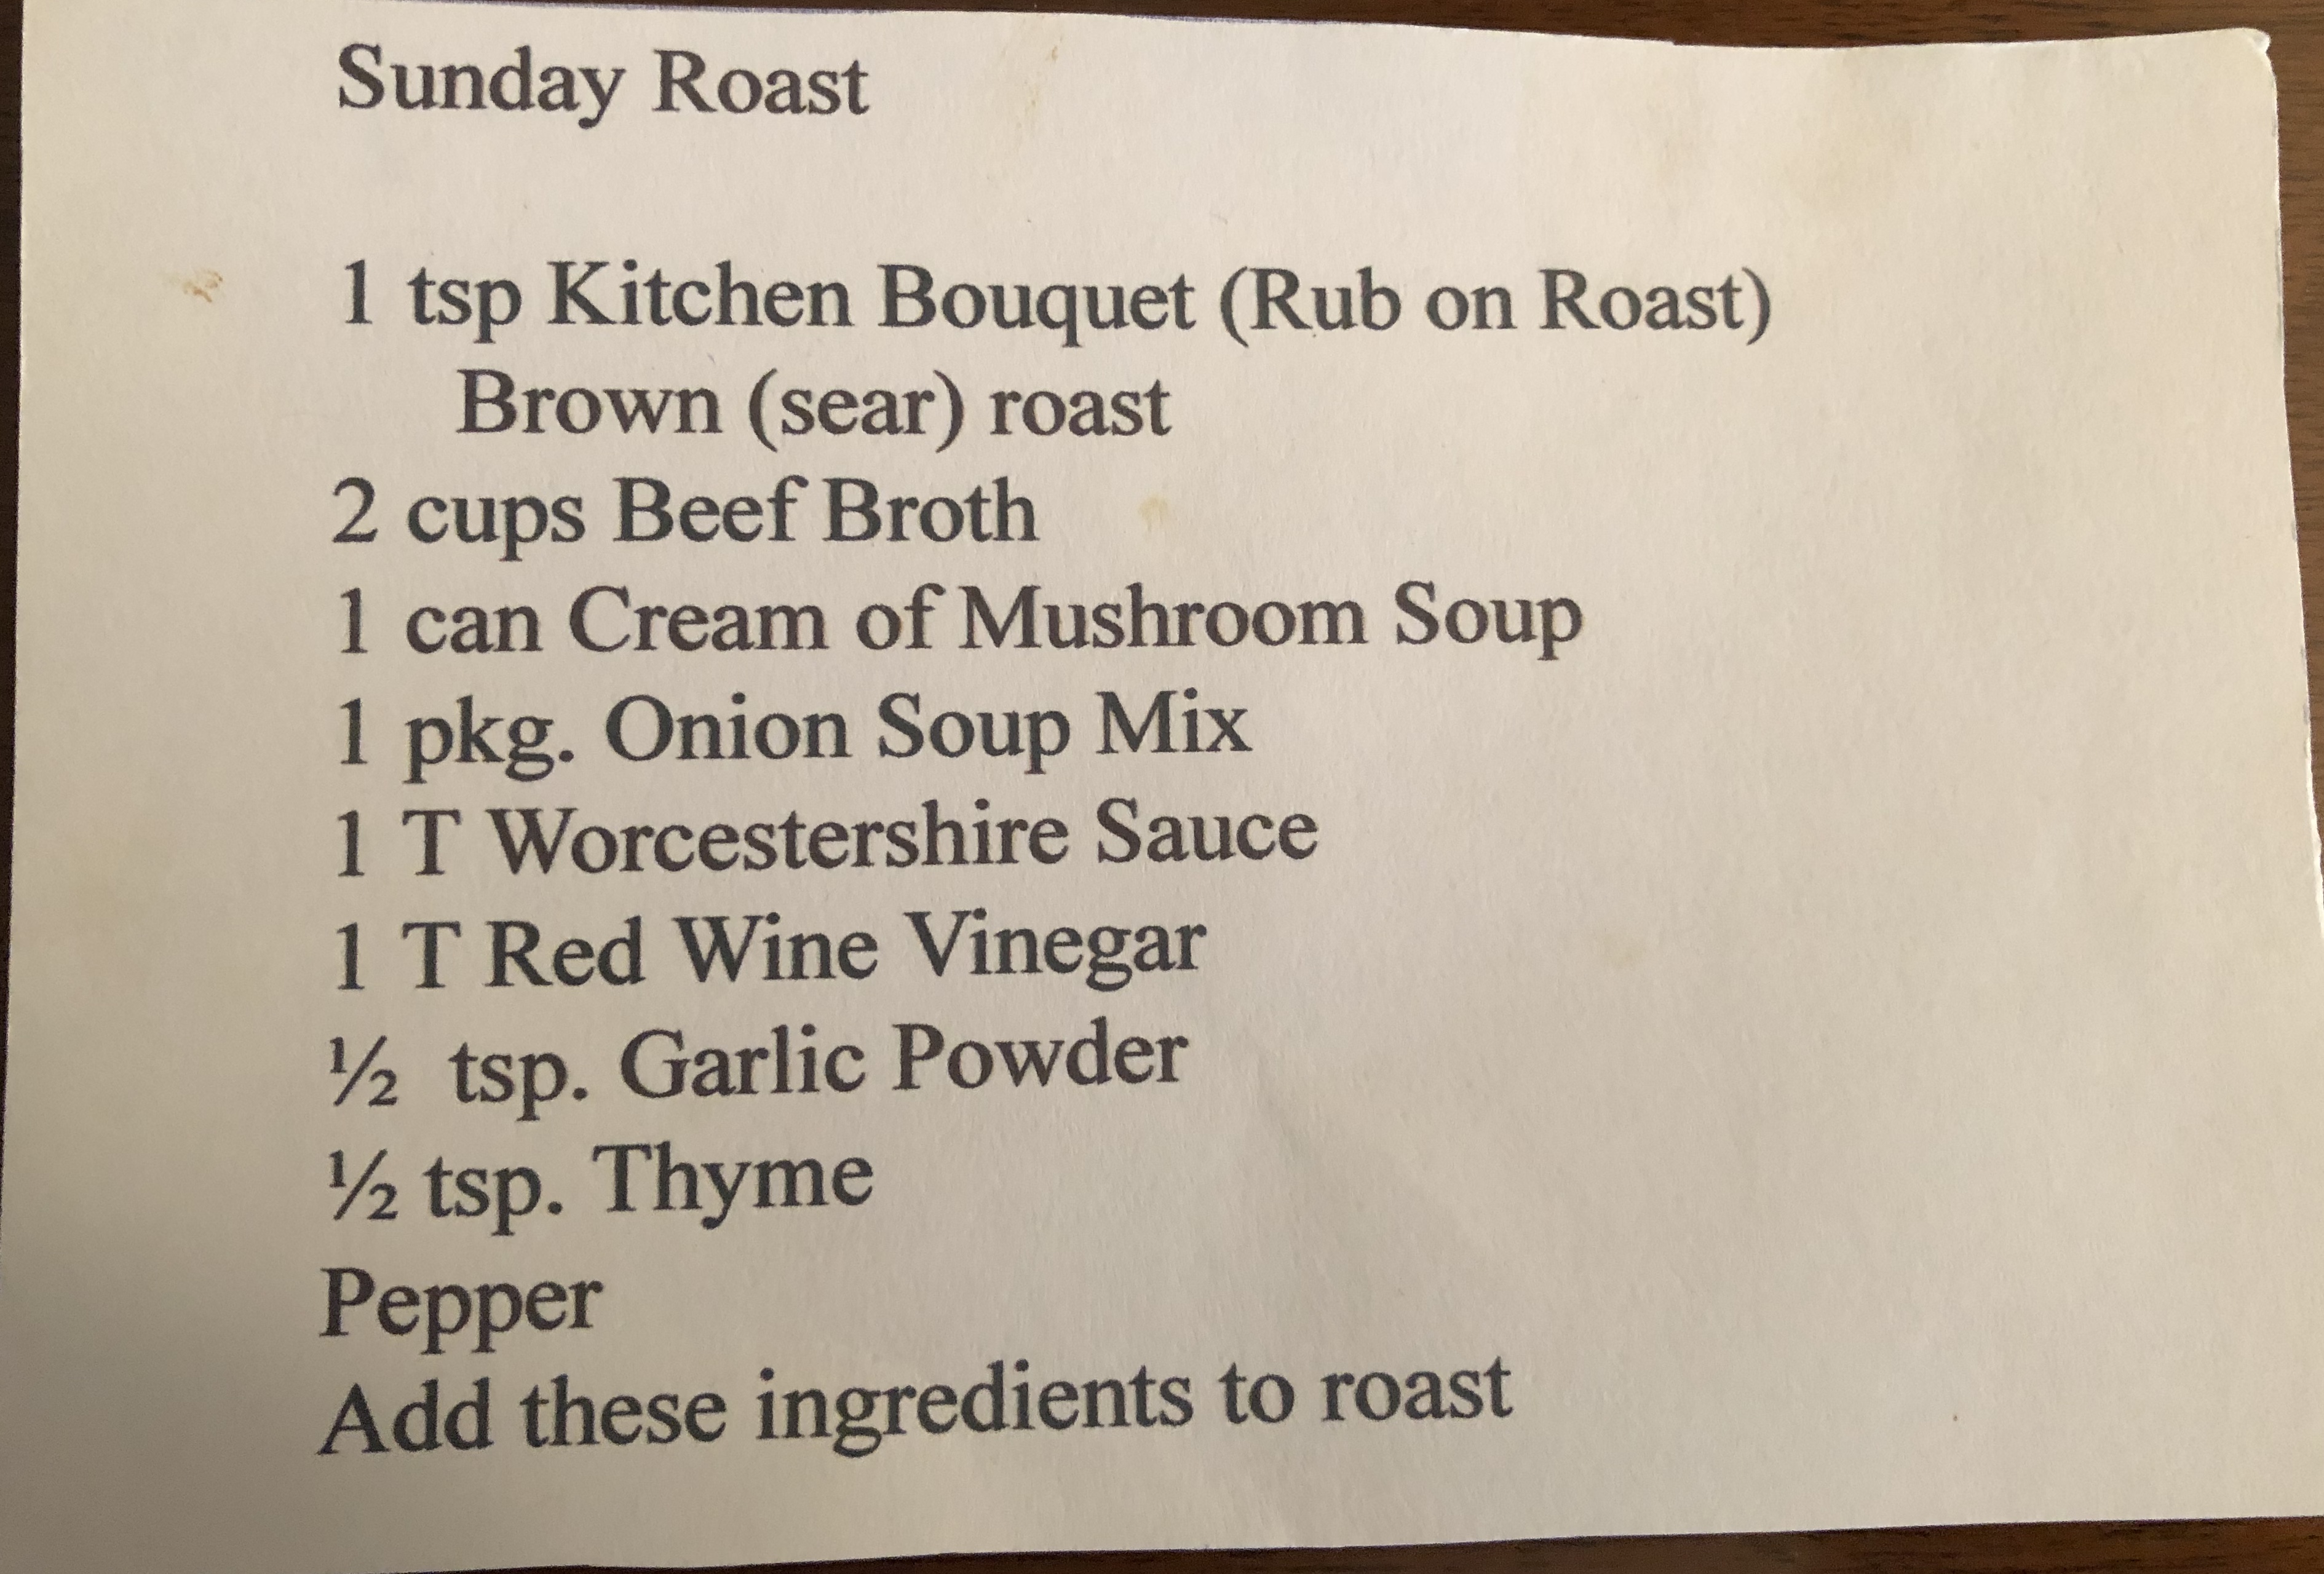 Sunday Roast
1 tsp Kitchen Bouquet (Rub on Roast)
Brown (sear) roast
2 cups Beef Broth
1 can Cream of Mushroom Soup
1 pkg. Onion Soup Mix
1 T Worcestershire Sauce
1 T Red Wine Vinegar
½ tsp. Garlic Powder
½ tsp. Thyme
Pepper
Add these ingredients to roast